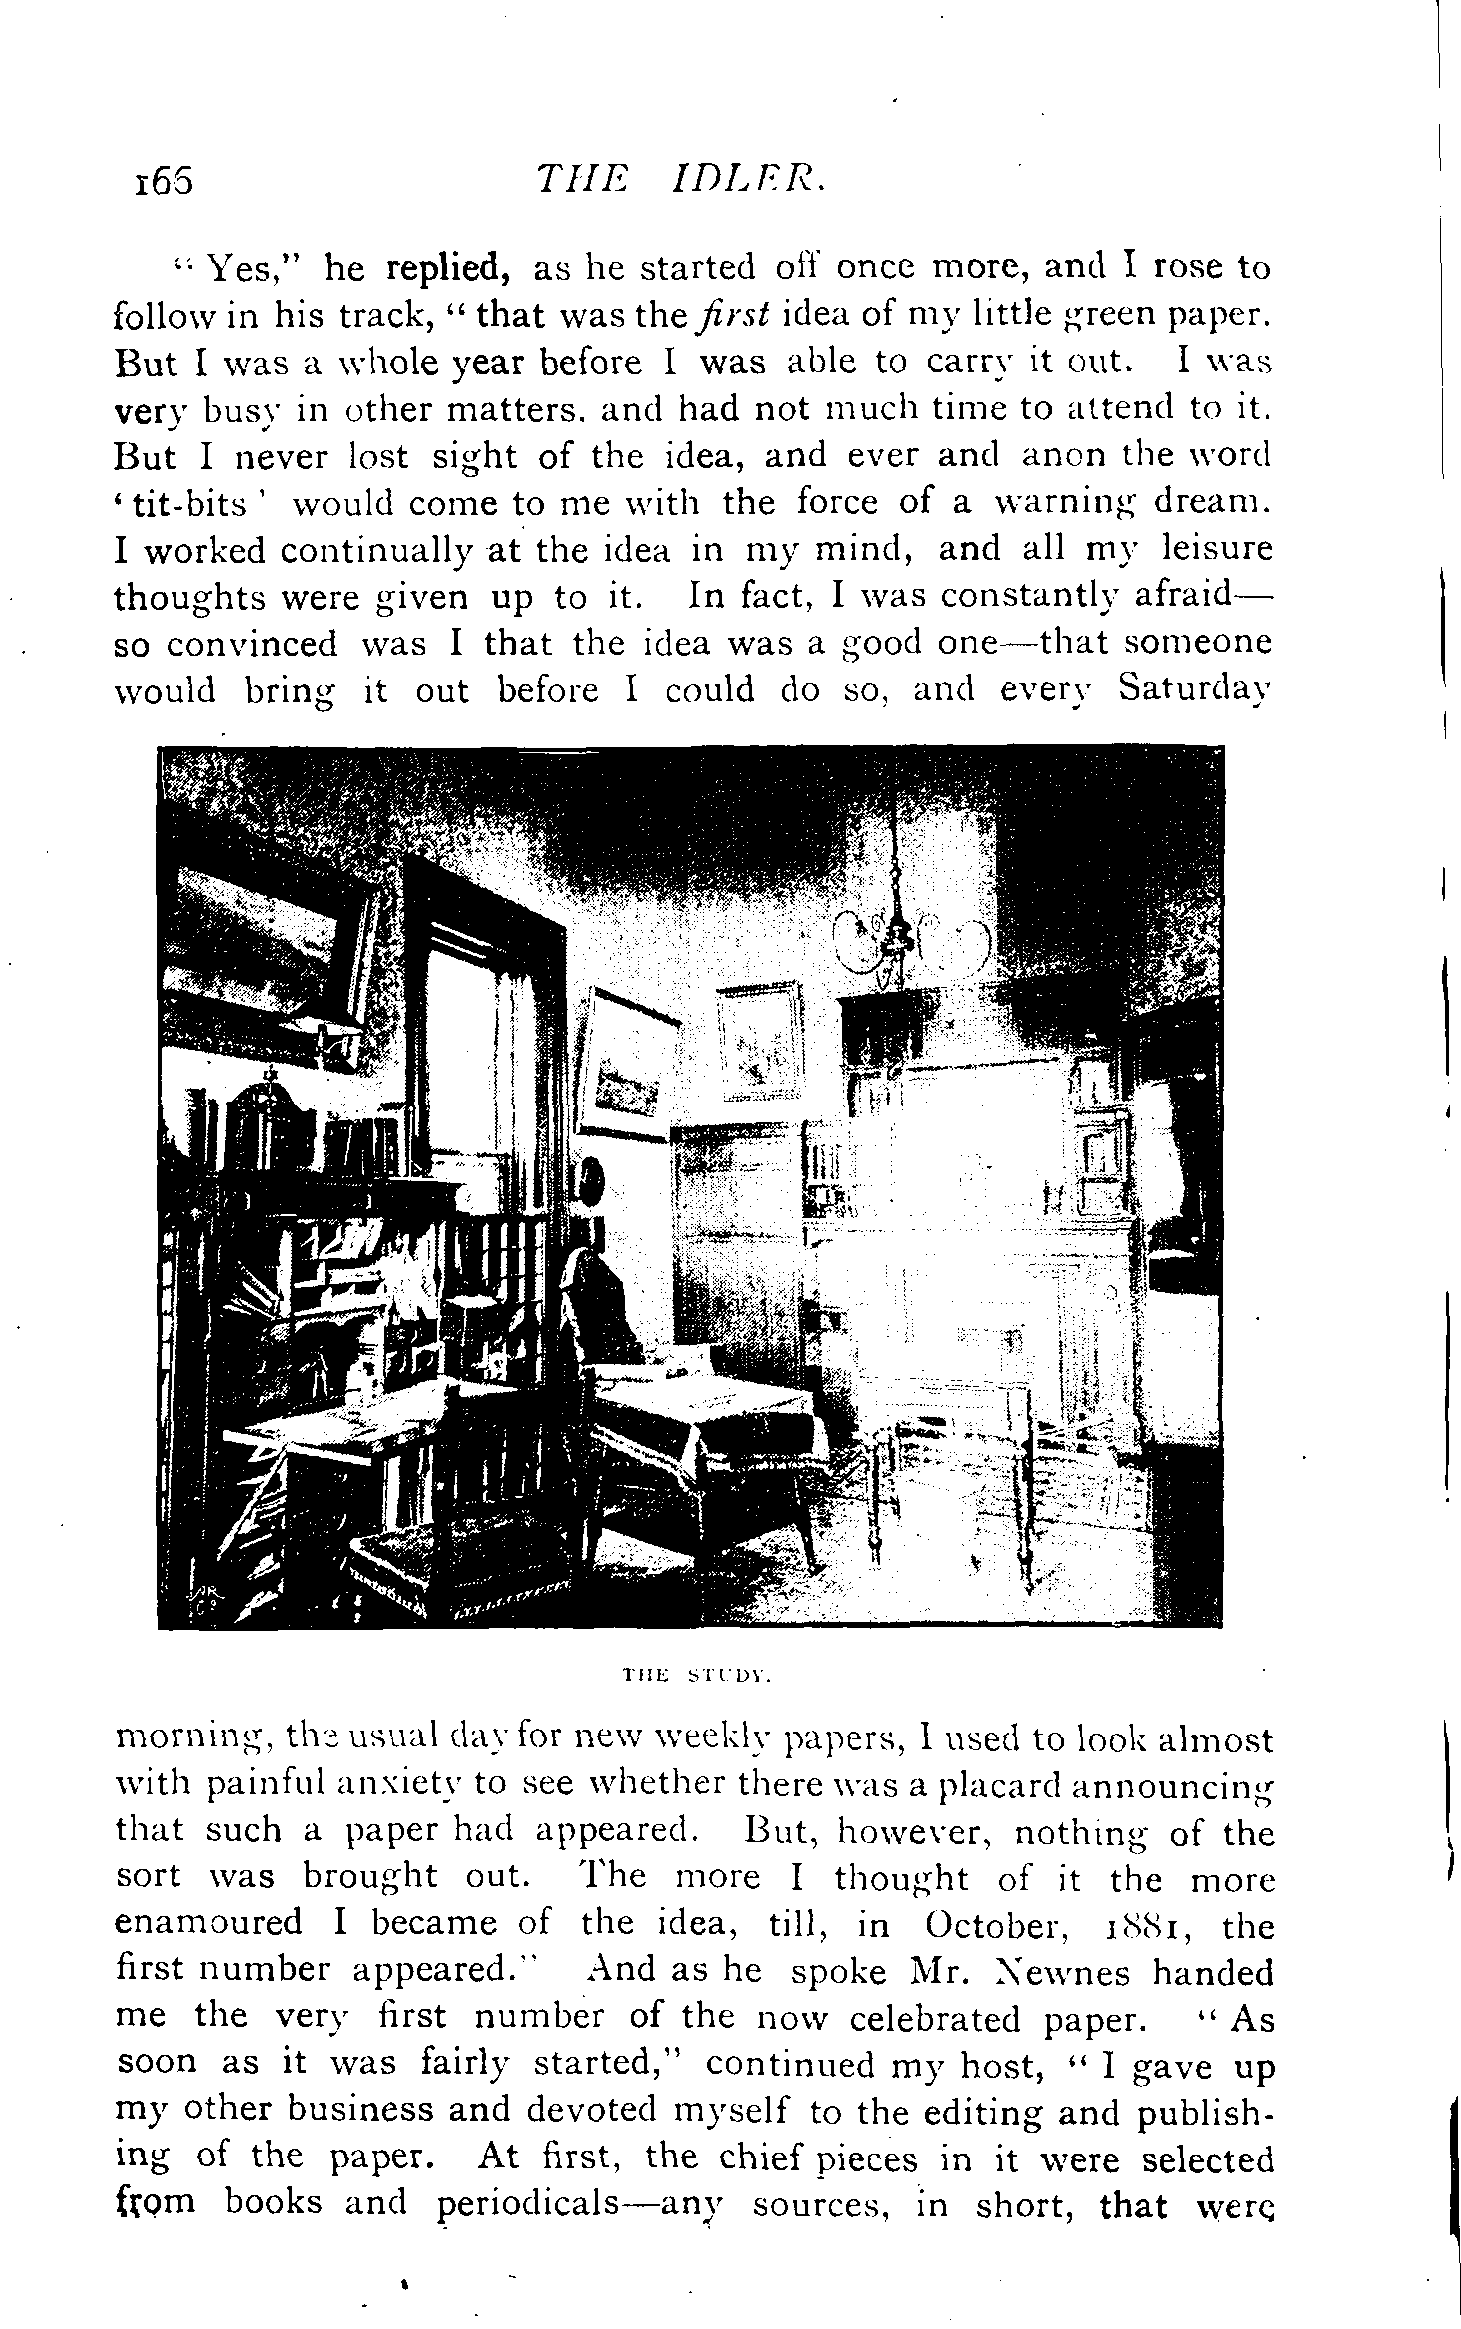 166 THE IDLER.
“ Yes,” he replied, as he started off once more, and I rose to
follow in his track, “ that was the first idea of my little green paper.
But I was a whole year before I was able to carry it out. I was
very busy in other matters, and had not much time to attend to it.
But I never lost sight of the idea, and ever and anon the word
‘ tit-bits ’ would come to me with the force of a warning dream.
I worked continually at the idea in my mind, and all my leisure
thoughts were given up to it. In fact, I was constantly afraid—
so convinced was I that the idea was a good one—that someone
would bring it out before I could do so, and every Saturday
THE STUDY.
morning, the usual day for new weekly papers, I used to look almost
with painful anxiety to see whether there was a placard announcing
that such a paper had appeared. But, however, nothing of the
sort was brought out. The more I thought of it the more
enamoured I became of the idea, till, in October, 1881, the
first number appeared.” And as he spoke Mr. Newnes handed
me the very first number of the now celebrated paper. “ As
soon as it was fairly started,” continued my host, “ I gave up
my other business and devoted myself to the editing and publish-
ing of the paper. At first, the chief pieces in it were selected
from books and periodicals—any sources, in short, that were